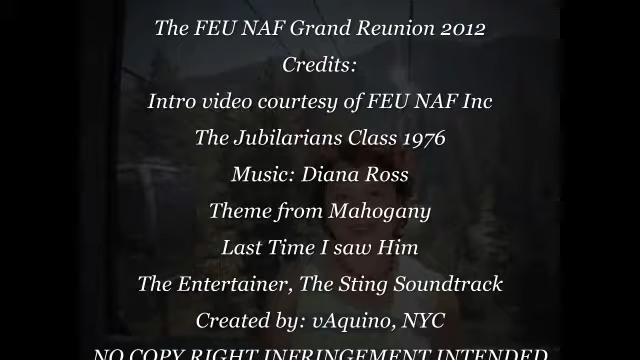 The FEU NAF Grand Reunion 2012
Credits:
Intro video courtesy of FEU NAF Inc
The Jubilarians Class 1976
Music: Diana Ross
Theme from Mahogany
Last Time I saw Him
The Entertainer, The Sting Soundtrack
Created by: vAquino, NYC
NO COPY RIGHT INFRINGEMENT INTENDED